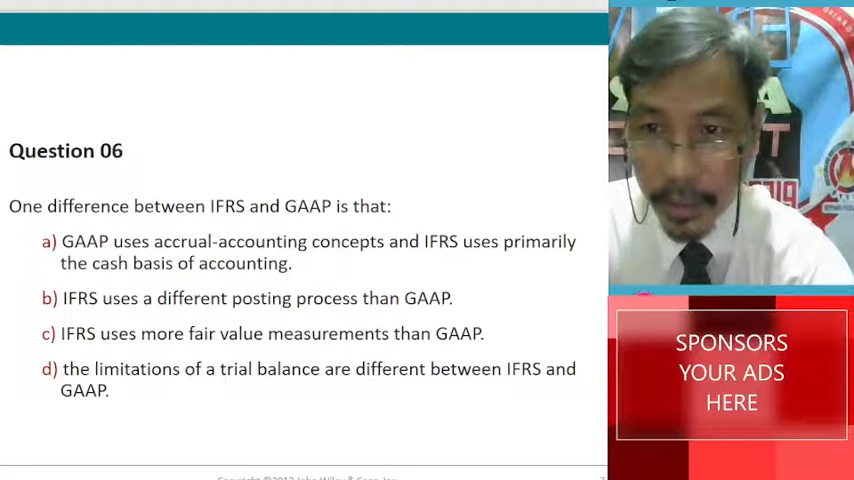 Question 06
One difference between IFRS and GAAP is that:
a) GAAP uses accrual-accounting concepts and IFRS uses primarily
the cash basis of accounting.
b) IFRS uses a different posting process than GAAP.
c) IFRS uses more fair value measurements than GAAP.
d) the limitations of a trial balance are different between IFRS and
GAAP.
SPONSORS
YOUR ADS
HERE